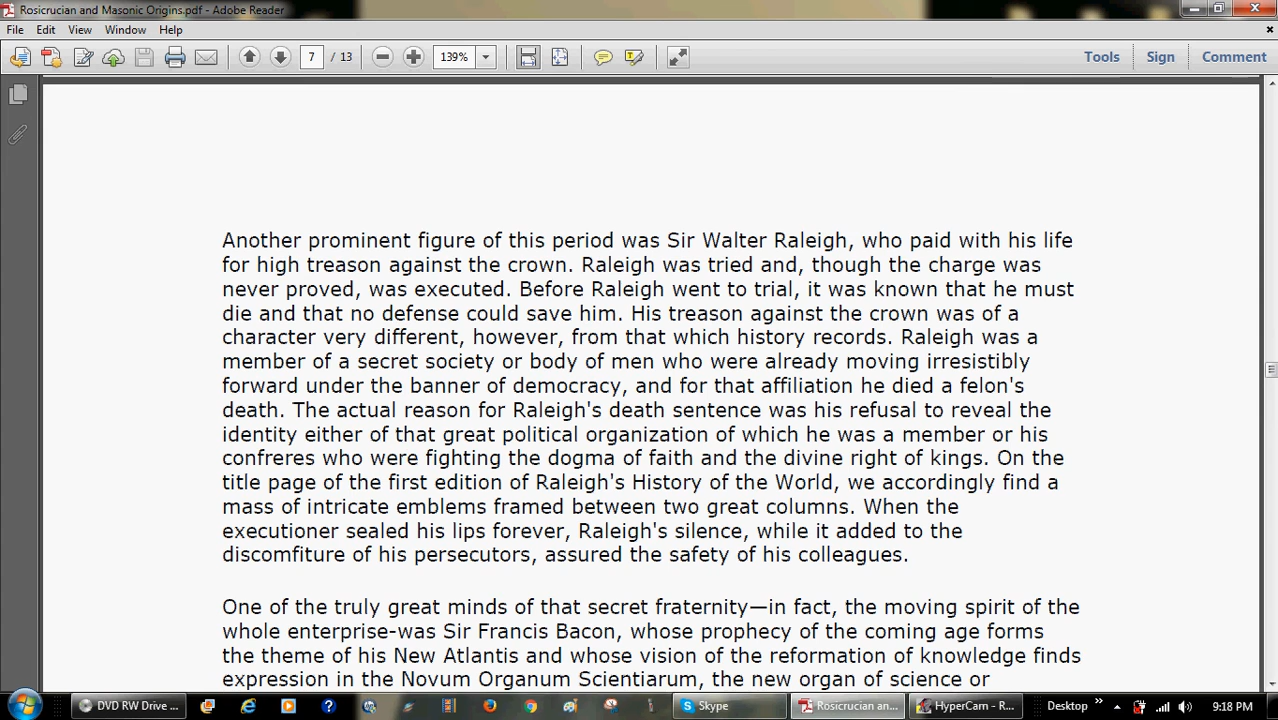 Rosicrucian and Masonic Origins.pdf - Adobe Reader
File Edit View Window Help
7 / 13 139% Tools Sign Comment
Another prominent figure of this period was Sir Walter Raleigh, who paid with his life
for high treason against the crown. Raleigh was tried and, though the charge was
never proved, was executed. Before Raleigh went to trial, it was known that he must
die and that no defense could save him. His treason against the crown was of a
character very different, however, from that which history records. Raleigh was a
member of a secret society or body of men who were already moving irresistibly
forward under the banner of democracy, and for that affiliation he died a felon's
death. The actual reason for Raleigh's death sentence was his refusal to reveal the
identity either of that great political organization of which he was a member or his
confreres who were fighting the dogma of faith and the divine right of kings. On the
title page of the first edition of Raleigh's History of the World, we accordingly find a
mass of intricate emblems framed between two great columns. When the
executioner sealed his lips forever, Raleigh's silence, while it added to the
discomfiture of his persecutors, assured the safety of his colleagues.
One of the truly great minds of that secret fraternity—in fact, the moving spirit of the
whole enterprise-was Sir Francis Bacon, whose prophecy of the coming age forms
the theme of his New Atlantis and whose vision of the reformation of knowledge finds
expression in the Novum Organum Scientiarum, the new organ of science or
DVD RW Drive ... Skype Rosicrucian an... HyperCam - R... Desktop » 9:18 PM